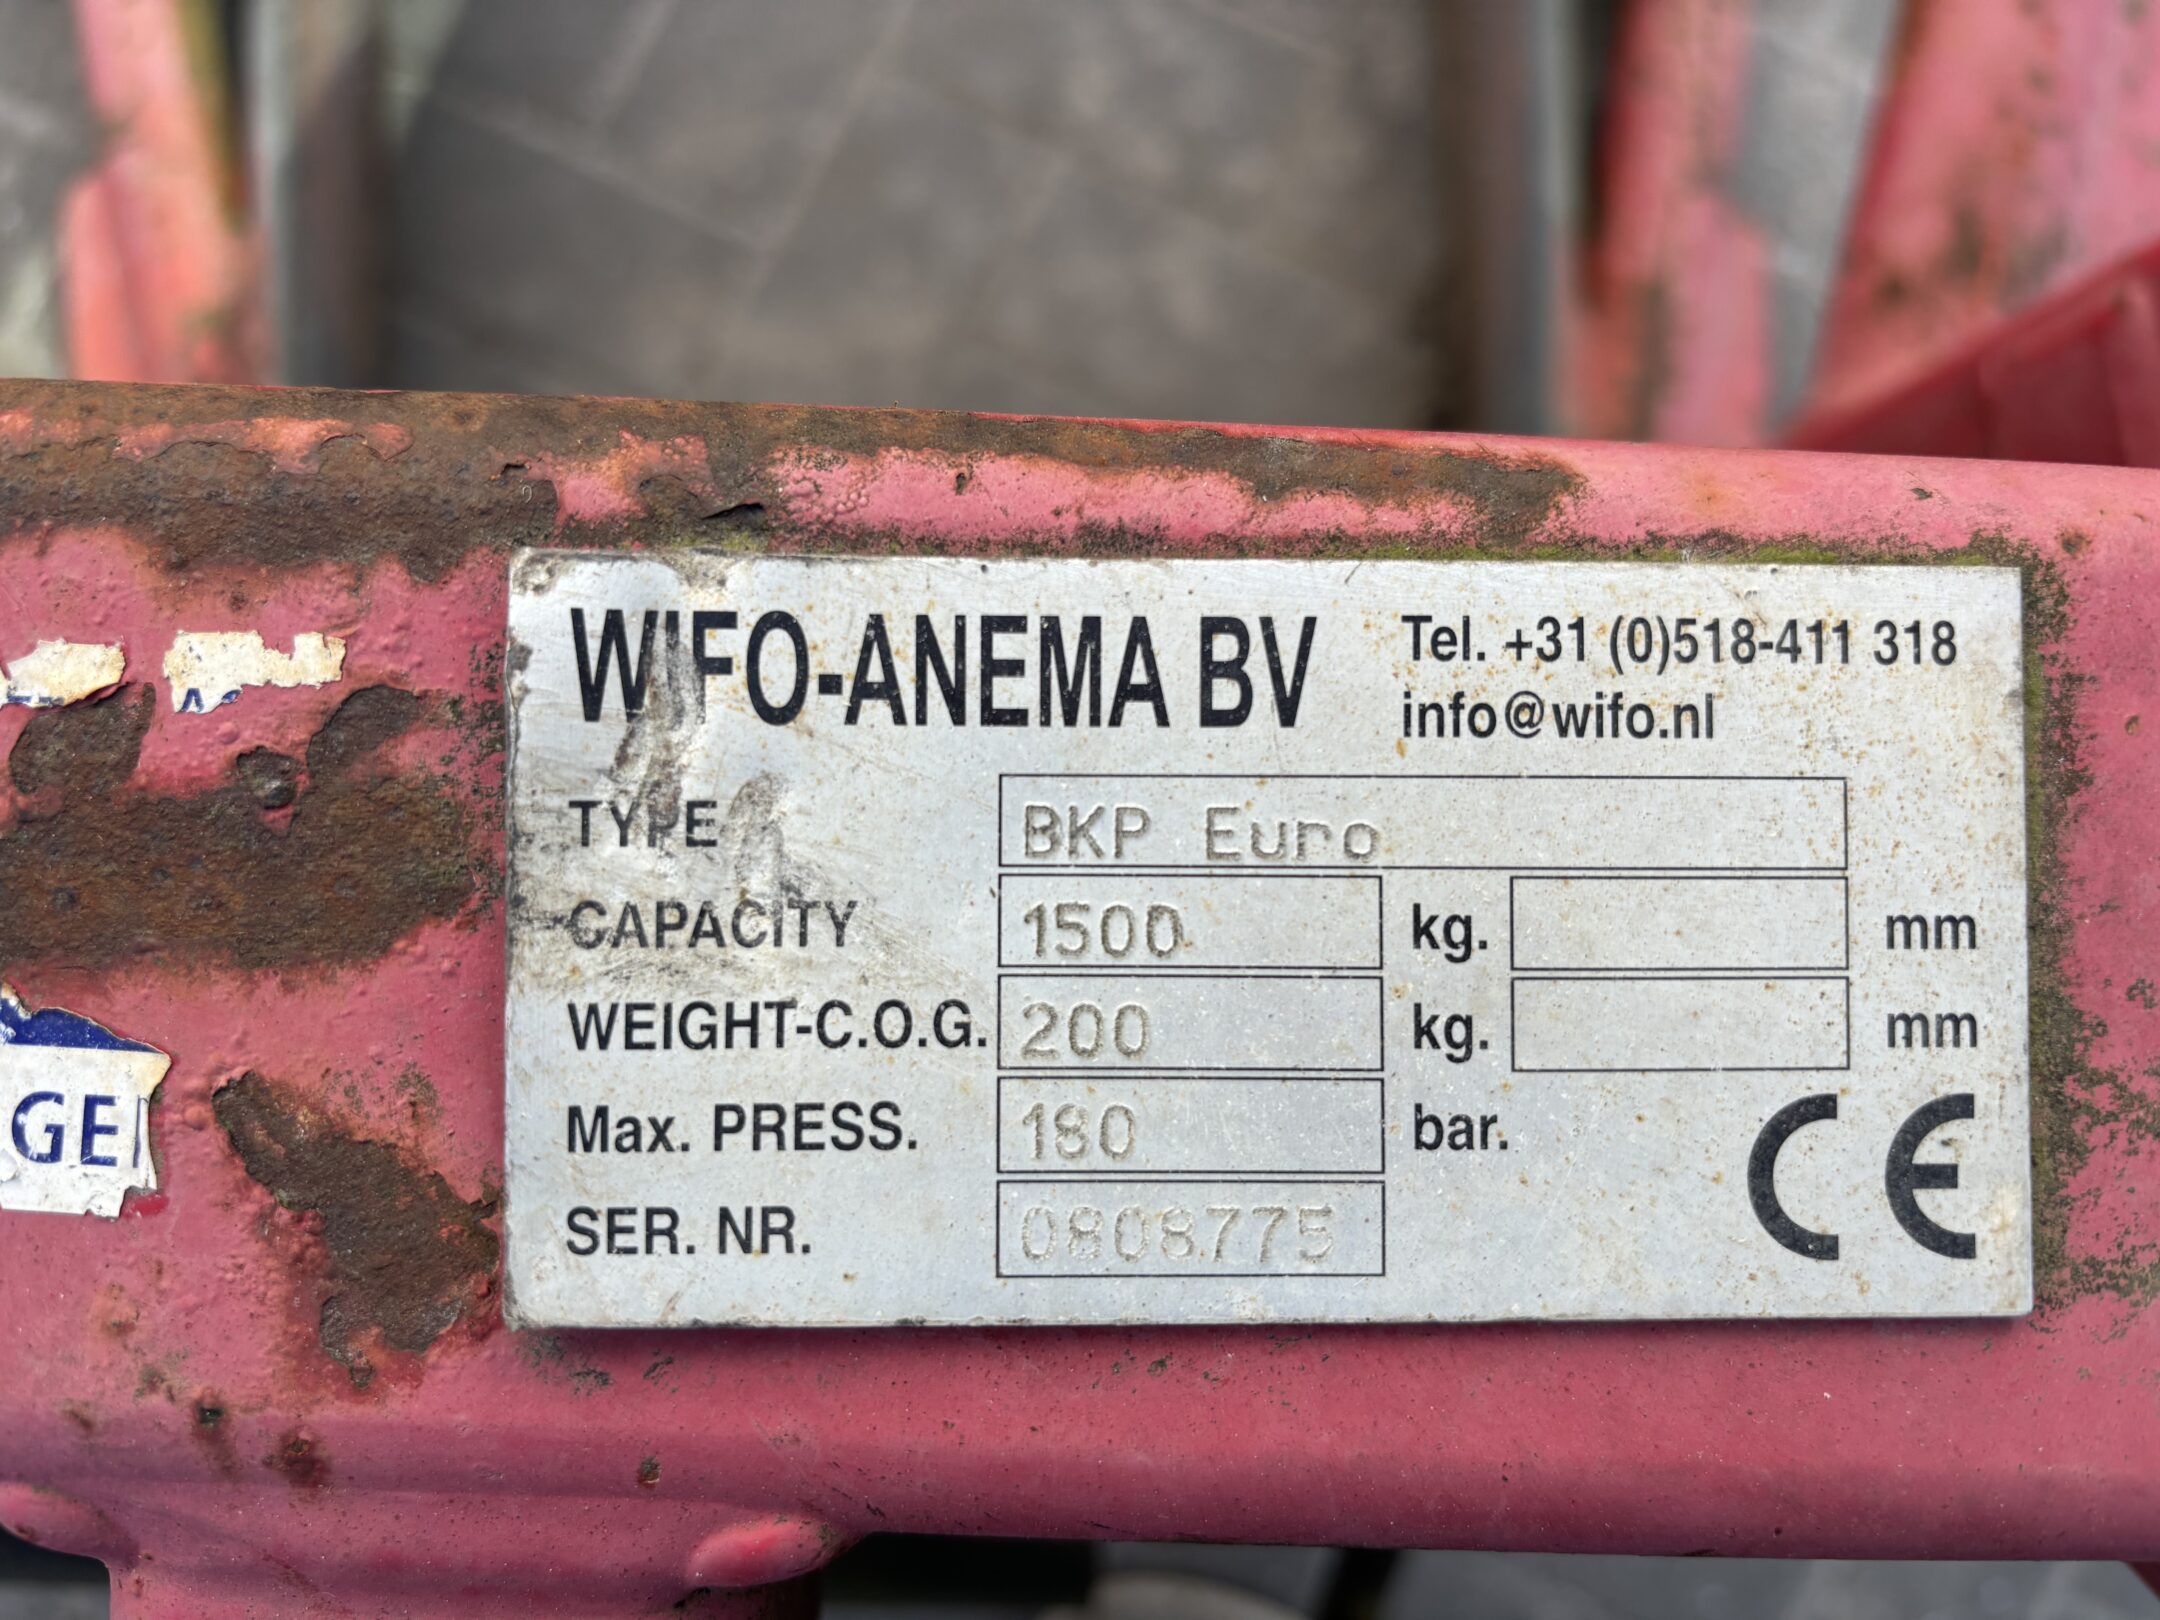 WIFO-ANEMA BV
Tel. +31 (0)518-411 318
info@wifo.nl
TYPE BKP Euro
CAPACITY 1500 kg. mm
WEIGHT-C.O.G. 200 kg. mm
Max. PRESS. 180 bar.
SER. NR. 0808775
CE
GE